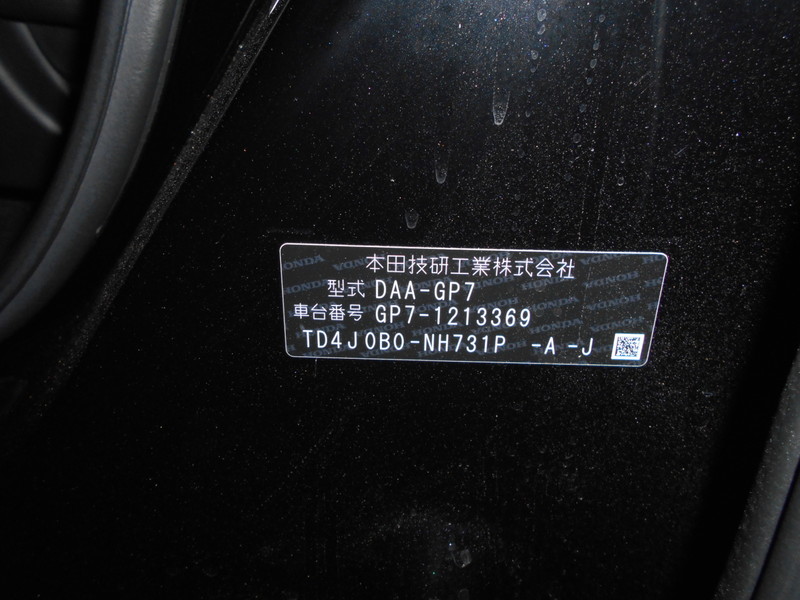 本田技研工業株式会社
型式 DAA-GP7
車台番号 GP7-1213369
TD4J0B0-NH731P -A -J